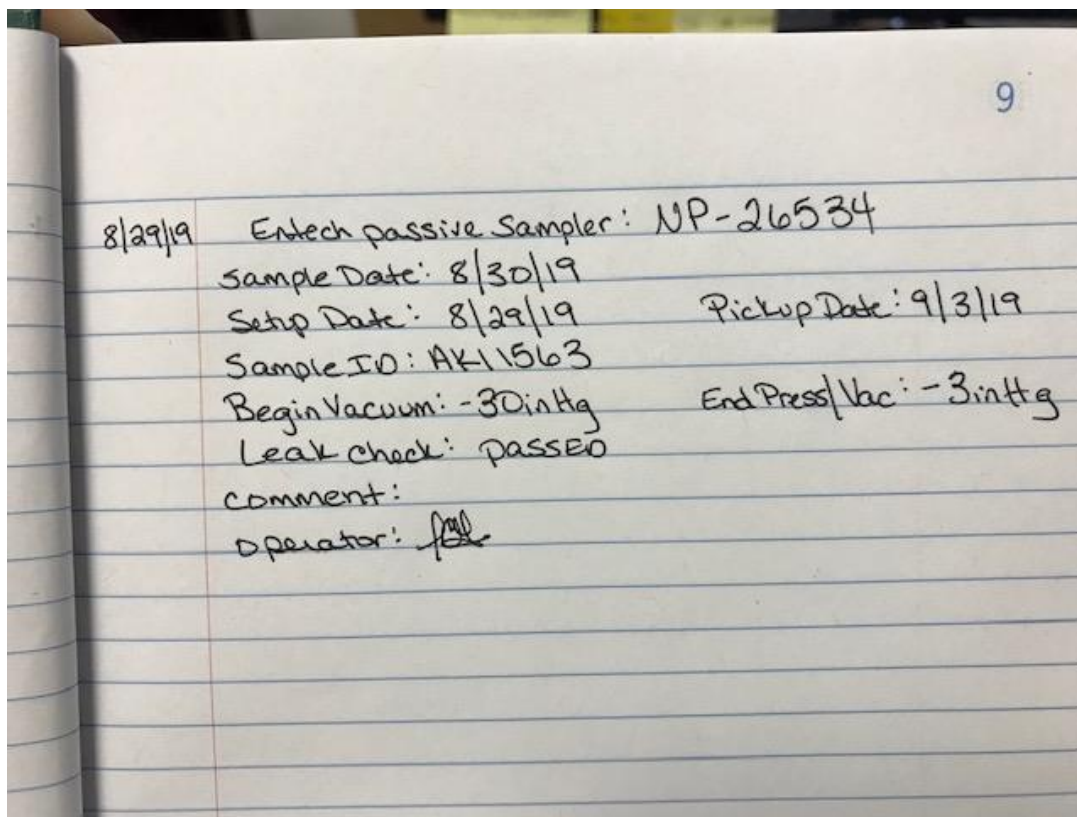 9
8/29/19 Entech passive Sampler: NP-26534
Sample Date: 8/30/19
Setup Date: 8/29/19 Pickup Date: 9/3/19
Sample ID: AK11563
Begin Vacuum: -30inHg End Press/Vac: -3inHg
Leak check: PASSED
comment:
operator: